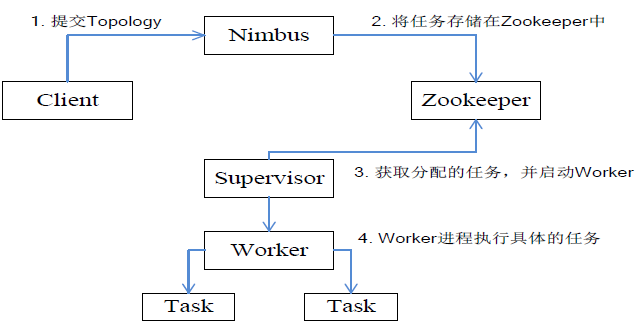 1. 提交Topology
Nimbus
2. 将任务存储在Zookeeper中
Client
Zookeeper
Supervisor
3. 获取分配的任务，并启动Worker
Worker
4. Worker进程执行具体的任务
Task
Task